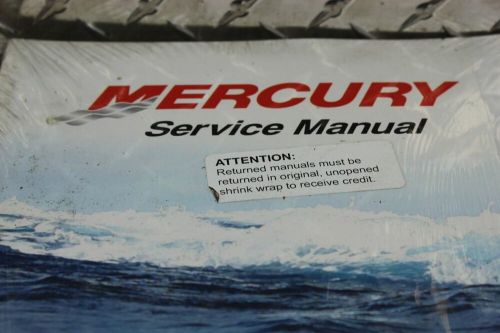 MERCURY
Service Manual
ATTENTION:
Returned manuals must be
returned in original, unopened
shrink wrap to receive credit.